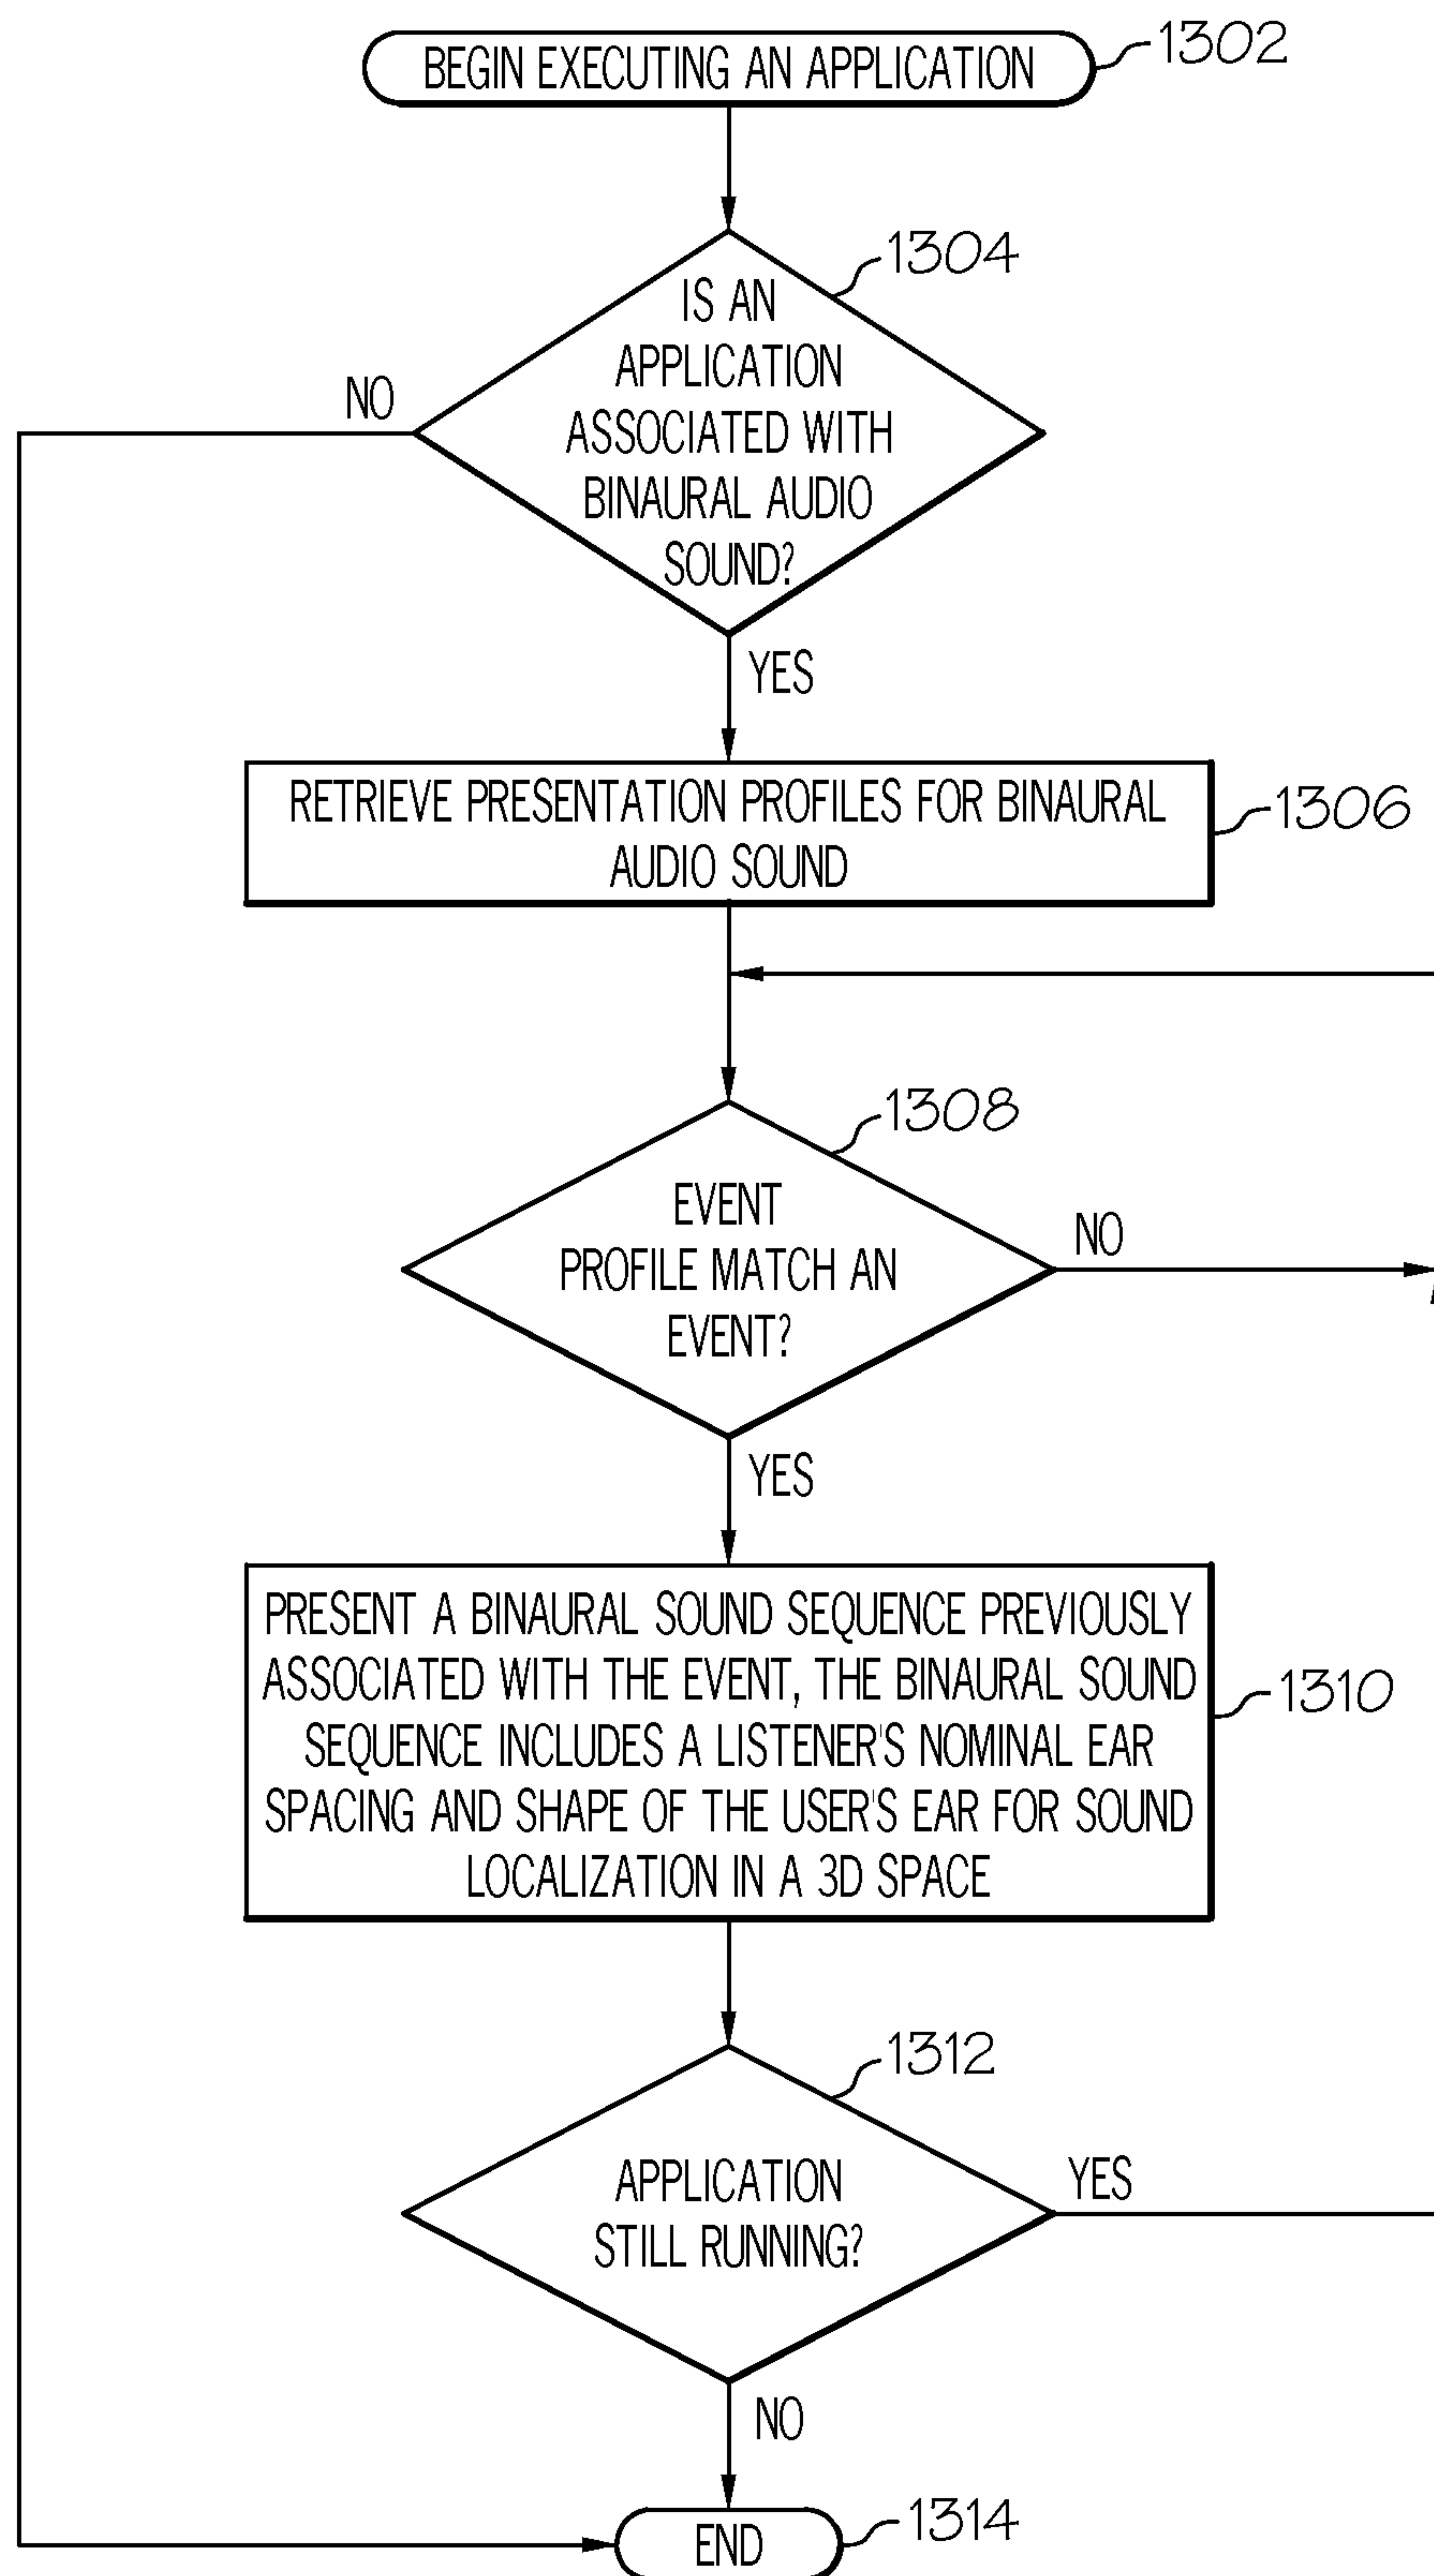 BEGIN EXECUTING AN APPLICATION
1302
1304
IS AN
APPLICATION
ASSOCIATED WITH
BINAURAL AUDIO
SOUND?
NO
YES
RETRIEVE PRESENTATION PROFILES FOR BINAURAL
AUDIO SOUND
1306
1308
EVENT
PROFILE MATCH AN
EVENT?
NO
YES
PRESENT A BINAURAL SOUND SEQUENCE PREVIOUSLY
ASSOCIATED WITH THE EVENT, THE BINAURAL SOUND
SEQUENCE INCLUDES A LISTENER'S NOMINAL EAR
SPACING AND SHAPE OF THE USER'S EAR FOR SOUND
LOCALIZATION IN A 3D SPACE
1310
1312
APPLICATION
STILL RUNNING?
YES
NO
END
1314